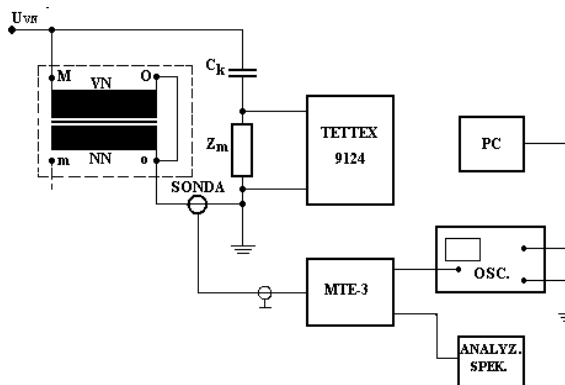 UVN
M
VN
O
Ck
m
NN
o
Zm
TETTEX
9124
PC
SONDA
MTE-3
OSC.
ANALYZ.
SPEK.